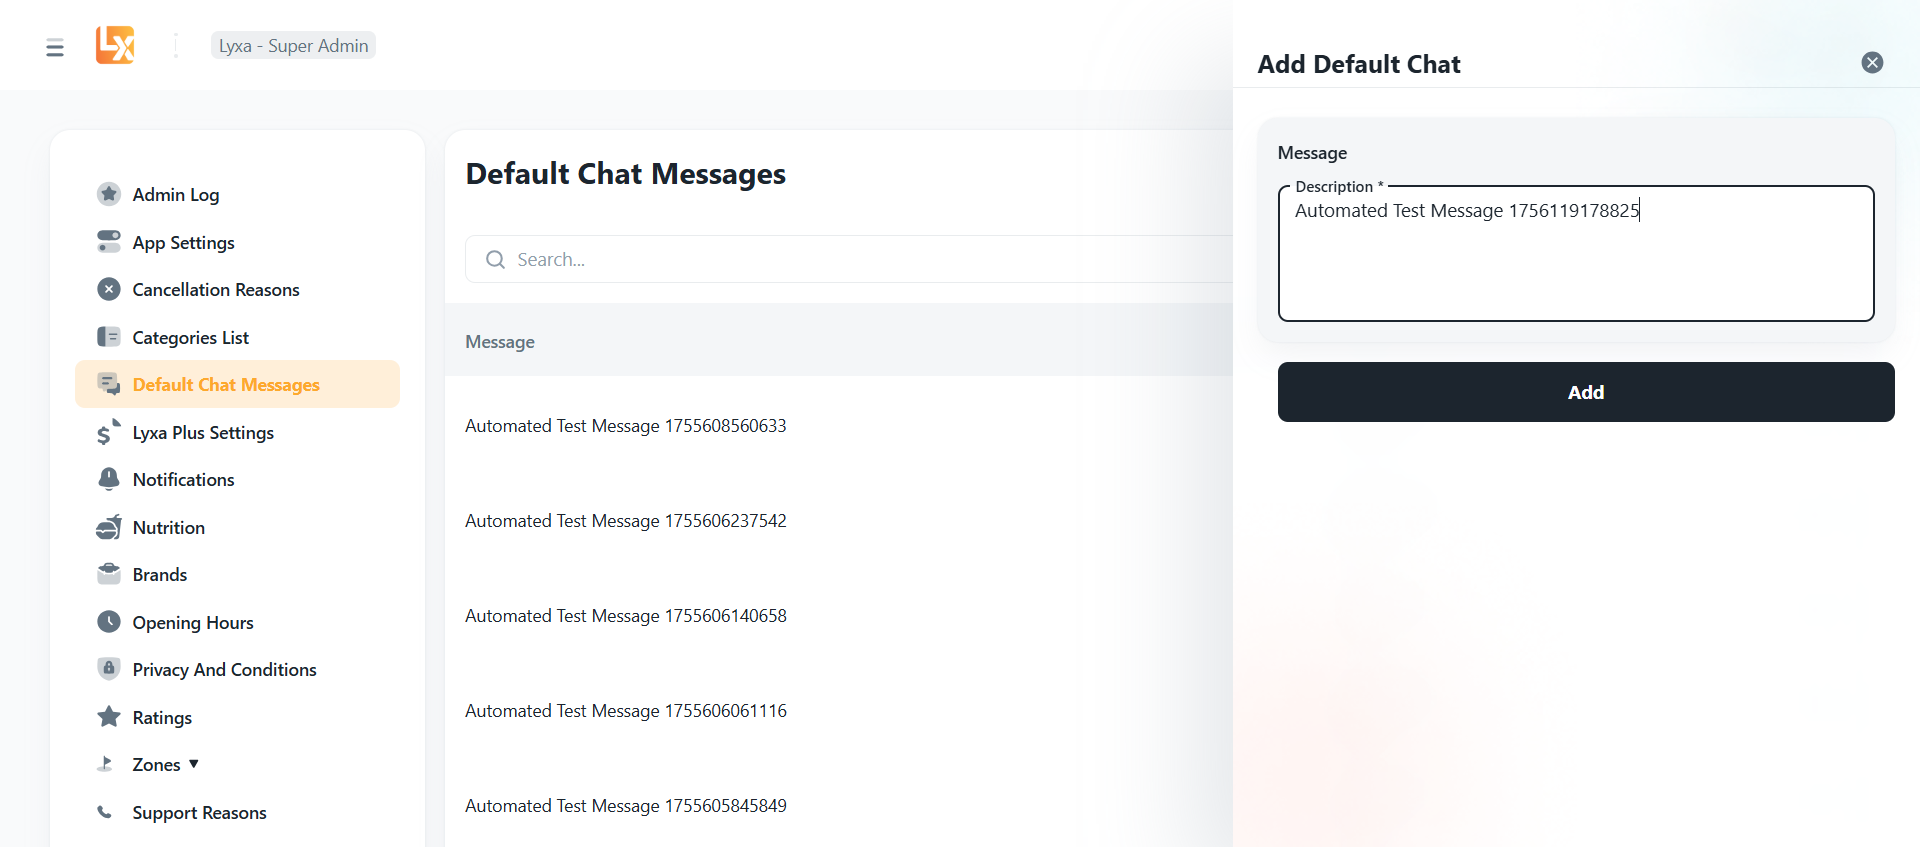 LX
Lyxa - Super Admin
Admin Log
App Settings
Cancellation Reasons
Categories List
Default Chat Messages
Lyxa Plus Settings
Notifications
Nutrition
Brands
Opening Hours
Privacy And Conditions
Ratings
Zones ▼
Support Reasons
Default Chat Messages
Search...
Message
Automated Test Message 1755608560633
Automated Test Message 1755606237542
Automated Test Message 1755606140658
Automated Test Message 1755606061116
Automated Test Message 1755605845849
Add Default Chat
Message
Description *
Automated Test Message 1756119178825
Add